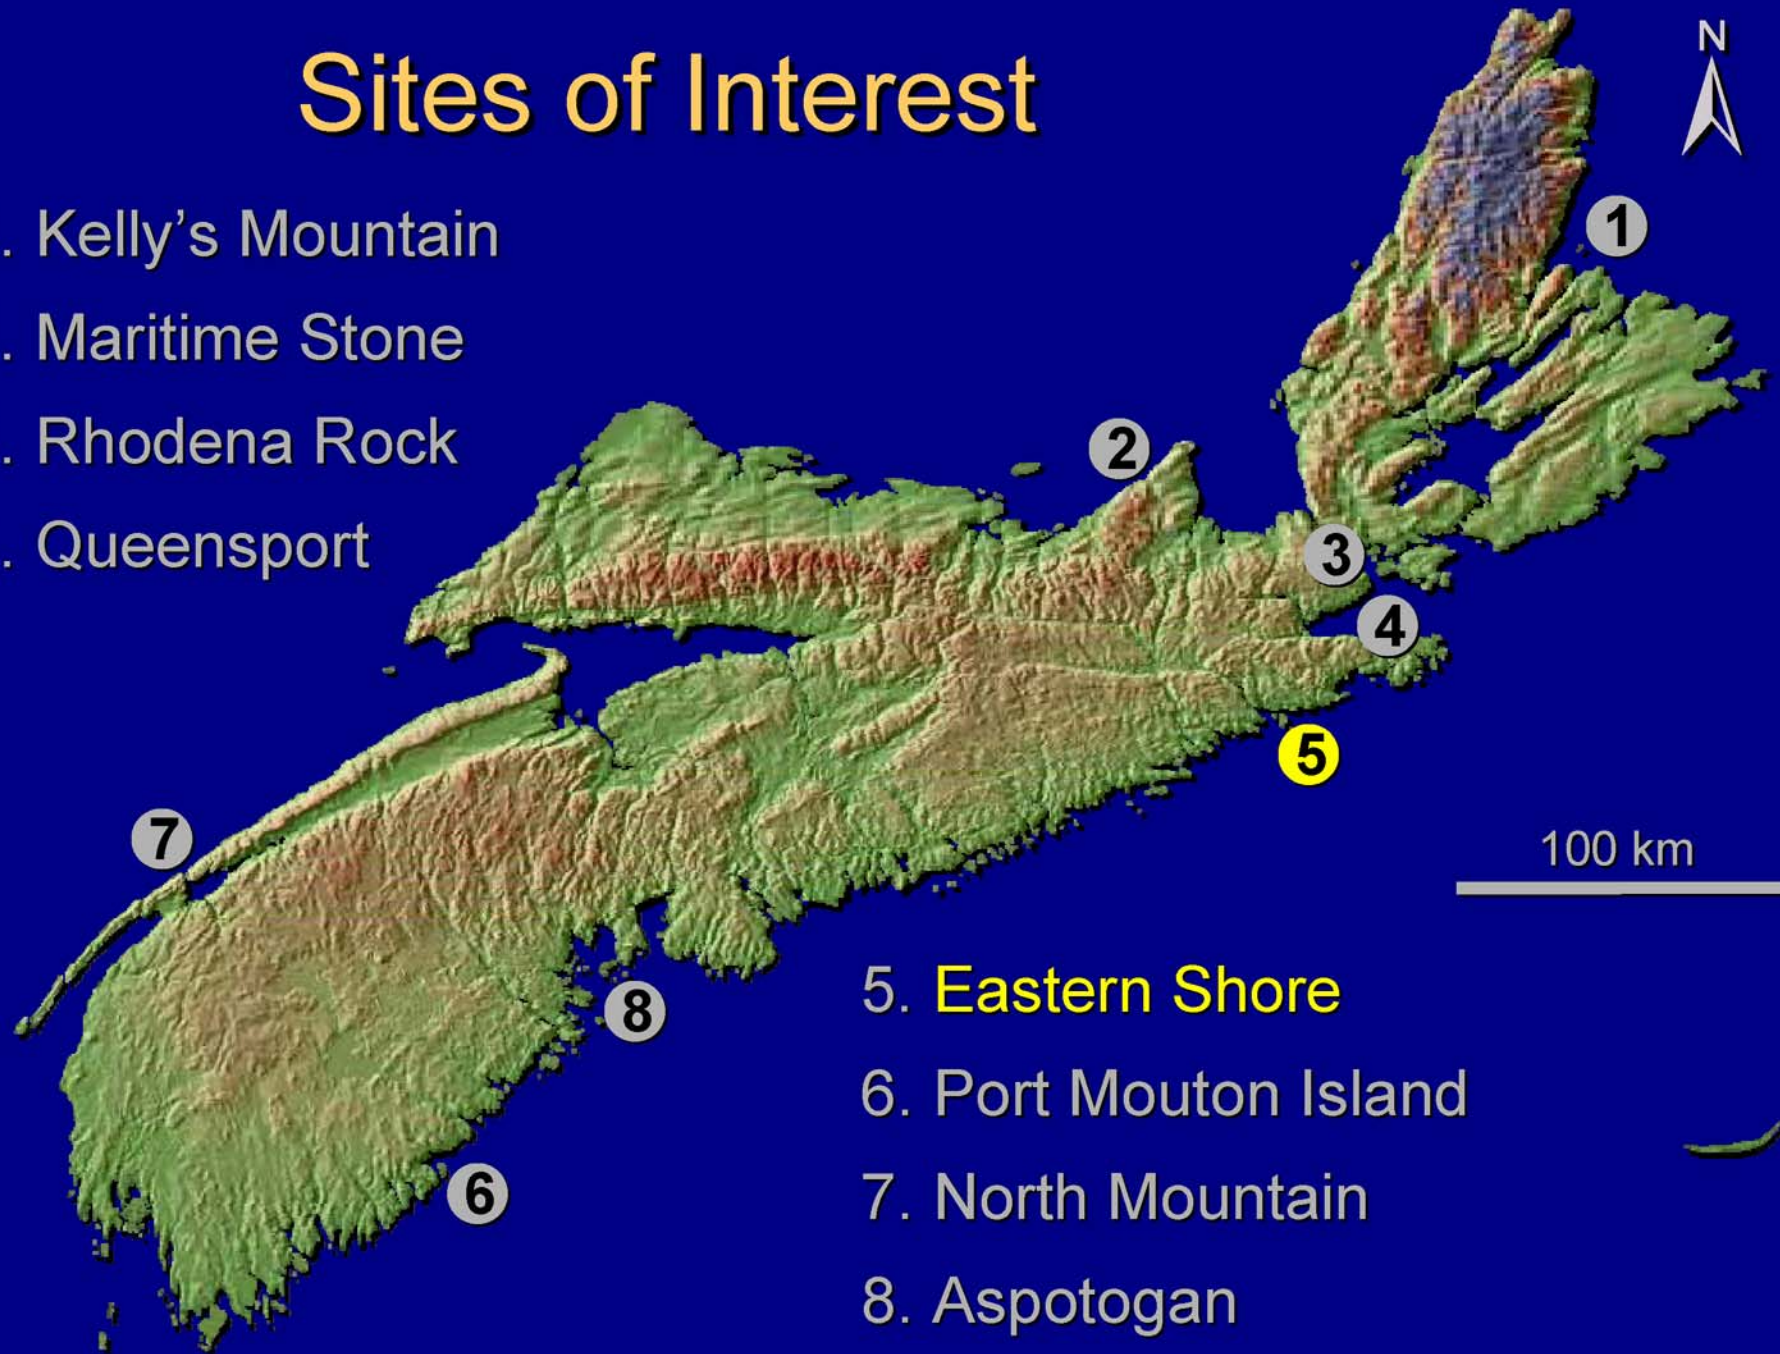 Sites of Interest
N
. Kelly's Mountain
. Maritime Stone
. Rhodena Rock
. Queensport
1
2
3
4
5
6
7
8
100 km
5. Eastern Shore
6. Port Mouton Island
7. North Mountain
8. Aspotogan